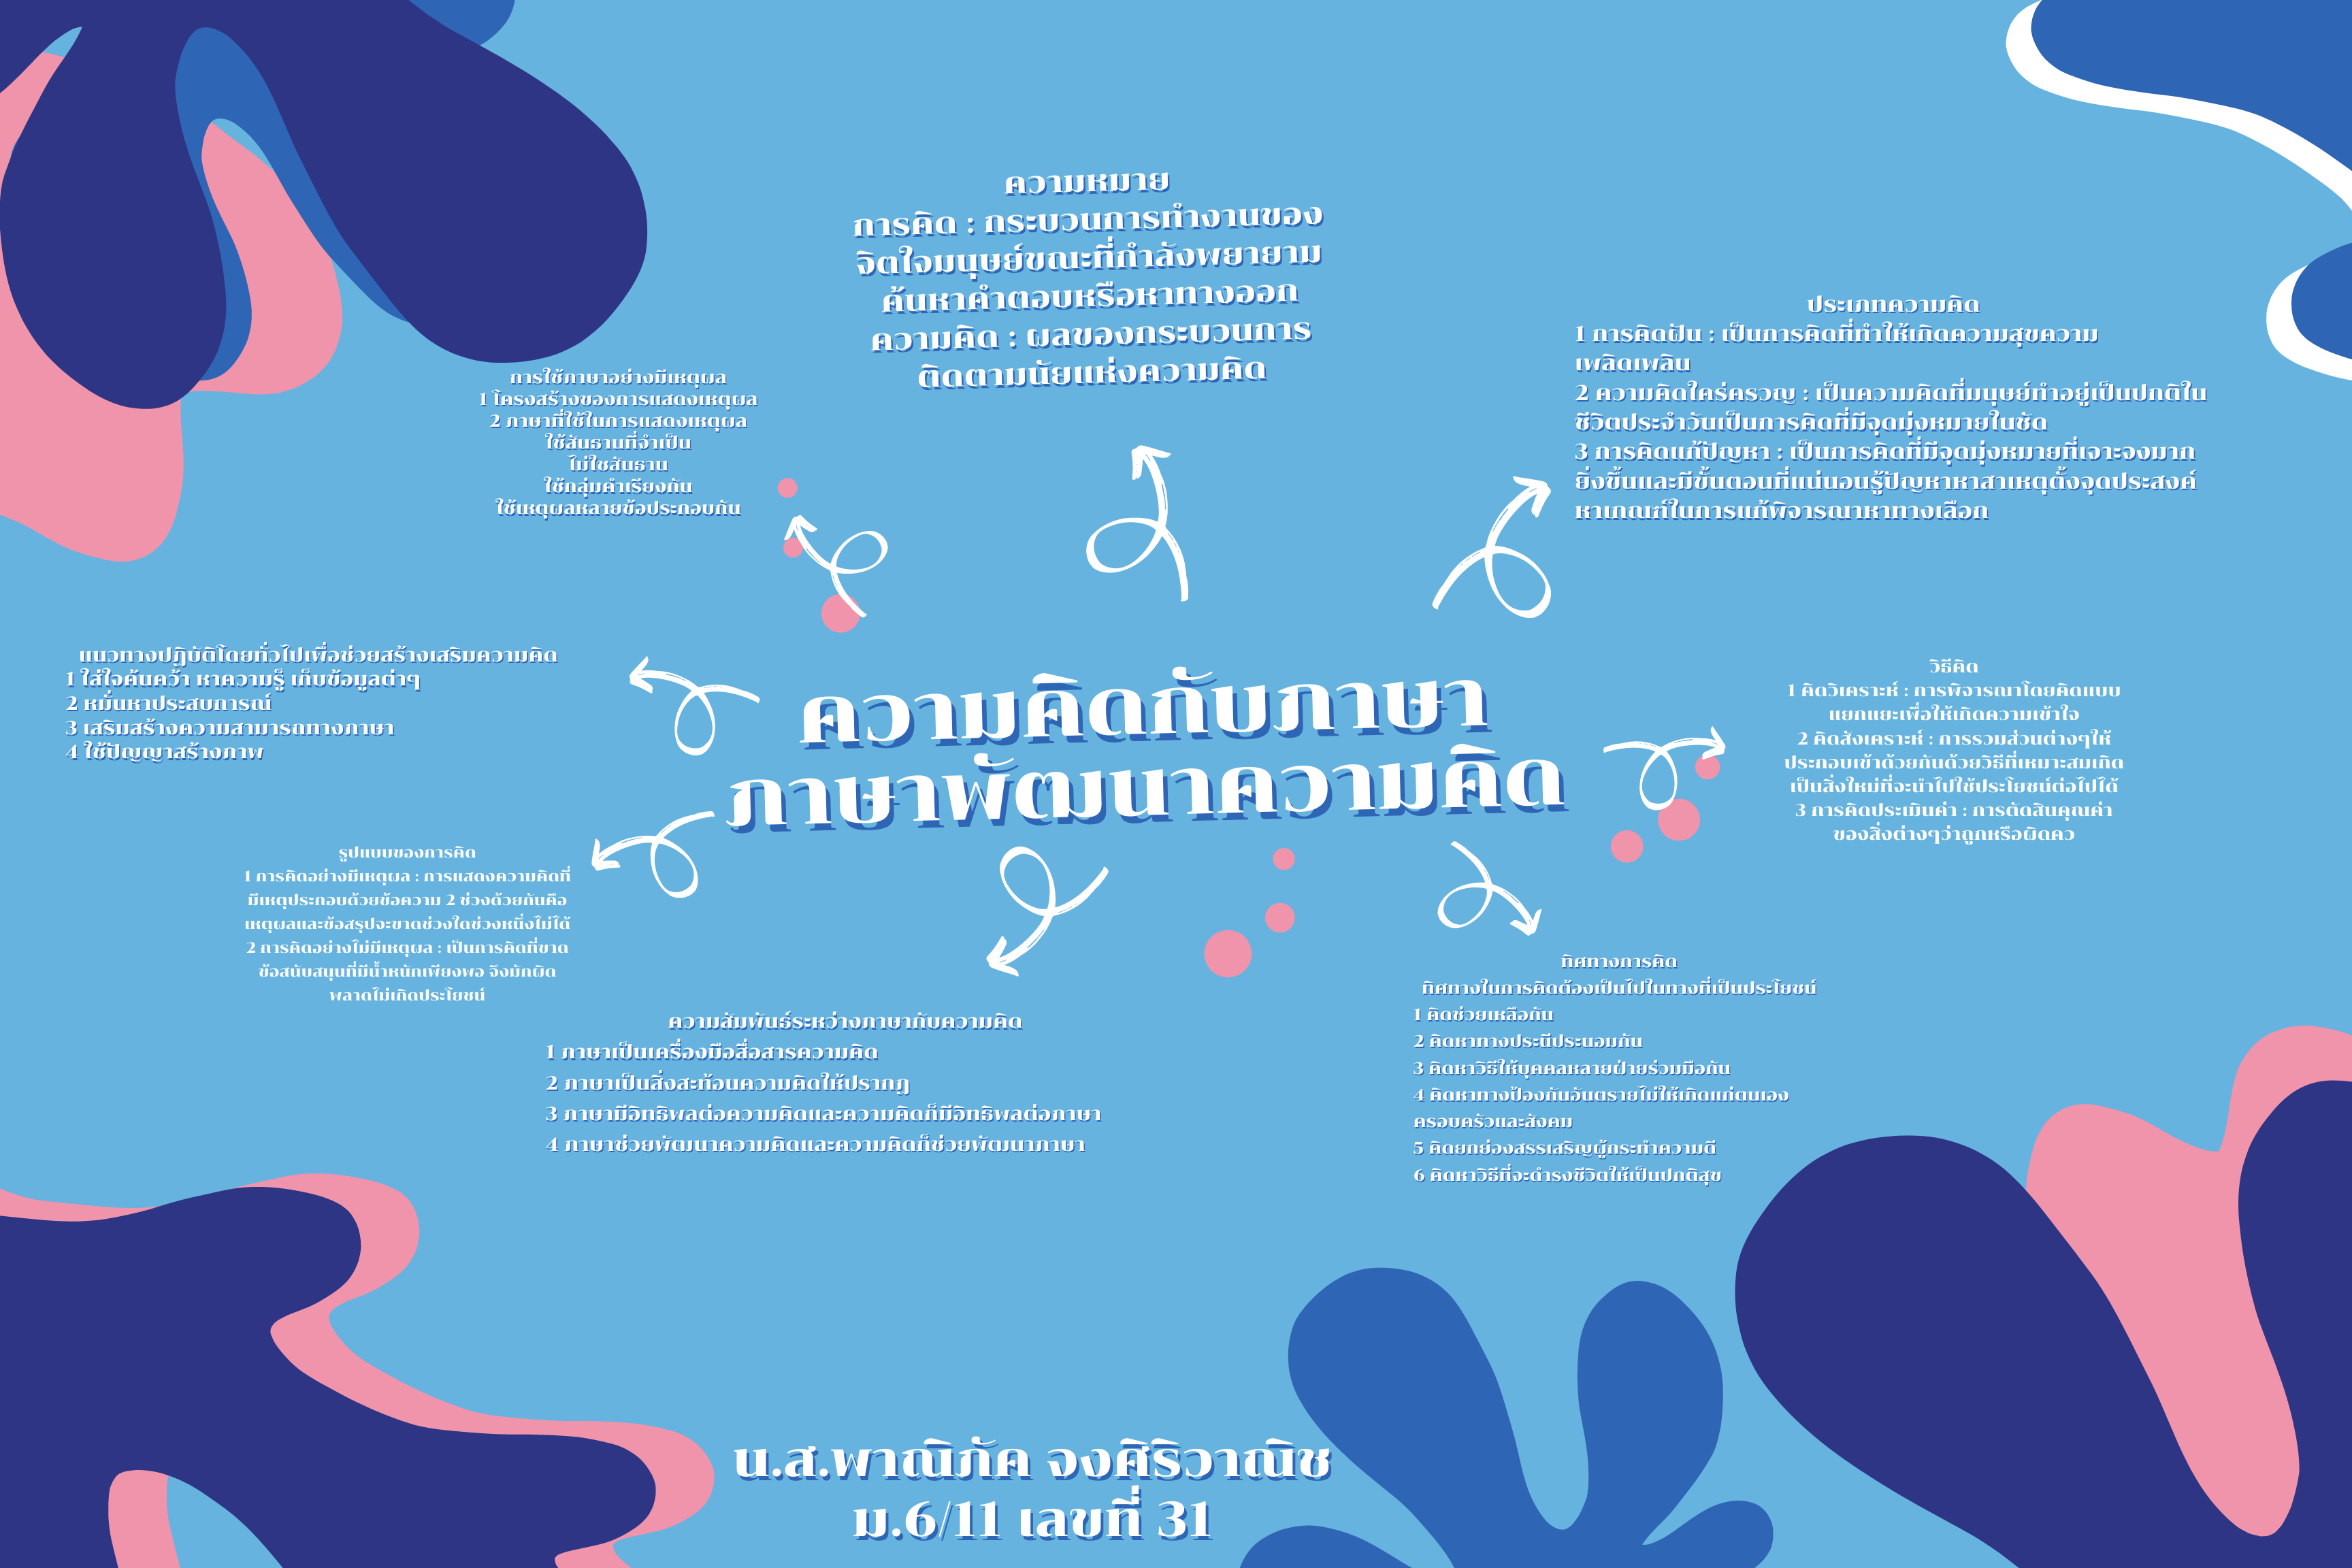 ความหมาย
การคิด : กระบวนการทำงานของ
จิตใจมนุษย์ขณะที่กำลังพยายาม
ค้นหาคำตอบหรือหาทางออก
ความคิด : ผลของกระบวนการ
ติดตามนัยแห่งความคิด
ประเภทความคิด
1 การคิดฝัน : เป็นการคิดที่ทำให้เกิดความสุขความ
เพลิดเพลิน
2 ความคิดใคร่ครวญ : เป็นความคิดที่มนุษย์ทำอยู่เป็นปกติใน
ชีวิตประจำวันเป็นการคิดที่มีจุดมุ่งหมายในชัด
3 การคิดแก้ปัญหา : เป็นการคิดที่มีจุดมุ่งหมายที่เจาะจงมาก
ยิ่งขึ้นและมีขั้นตอนที่แน่นอนรู้ปัญหาหาสาเหตุตั้งจุดประสงค์
หาเกณฑ์ในการแก้พิจารณาหาทางเลือก
การใช้ภาษาอย่างมีเหตุผล
1 โครงสร้างของการแสดงเหตุผล
2 ภาษาที่ใช้ในการแสดงเหตุผล
ใช้สันธานที่จำเป็น
ไม่ใชสันธาน
ใช้กลุ่มคำเรียงกัน
ใช้เหตุผลหลายข้อประกอบกัน
แนวทางปฏิบัติโดยทั่วไปเพื่อช่วยสร้างเสริมความคิด
1 ใส่ใจค้นคว้า หาความรู็ เก็บข้อมูลต่าๆ
2 หมั่นหาประสบการณ์
3 เสริมสร้างความสามารถทางภาษา
4 ใช้ปัญญาสร้างภาพ
ความคิดกับภาษา
ภาษาพัฒนาความคิด
วิธีคิด
1 คิดวิเคราะห์ : การพิจารณาโดยคิดแบบ
แยกแยะเพื่อให้เกิดความเข้าใจ
2 คิดสังเคราะห์ : การรวมส่วนต่างๆให้
ประกอบเข้าด้วยกันด้วยวิธีที่เหมาะสมเกิด
เป็นสิ่งใหม่ที่จะนำไปใช้ประโยชน์ต่อไปได้
3 การคิดประเมินค่า : การตัดสินคุณค่า
ของสิ่งต่างๆว่าถูกหรือผิดคว
รูปแบบของการคิด
1 การคิดอย่างมีเหตุผล : การแสดงความคิดที่
มีเหตุประกอบด้วยข้อความ 2 ช่วงด้วยกันคือ
เหตุผลและข้อสรุปจะขาดช่วงใดช่วงหนึ่งไม่ได้
2 การคิดอย่างไม่มีเหตุผล : เป็นการคิดที่ขาด
ข้อสนับสนุนที่มีน้ำหนักเพียงพอ จึงมักผิด
พลาดไม่เกิดประโยชน์
ความสัมพันธ์ระหว่างภาษากับความคิด
1 ภาษาเป็นเครื่องมือสื่อสารความคิด
2 ภาษาเป็นสิ่งสะท้อนความคิดให้ปรากฎ
3 ภาษามีอิทธิพลต่อความคิดและความคิดก็มีอิทธิพลต่อภาษา
4 ภาษาช่วยพัฒนาความคิดและความคิดก็ช่วยพัฒนาภาษา
ทิศทางการคิด
ทิศทางในการคิดต้องเป็นไปในทางที่เป็นประโยชน์
1 คิดช่วยเหลือกัน
2 คิดหาทางประนีประนอมกัน
3 คิดหาวิธีให้บุคคลหลายฝ่ายร่วมมือกัน
4 คิดหาทางป้องกันอันตรายไม่ให้เกิดแก่ตนเอง
ครอบครัวและสังคม
5 คิดยกย่องสรรเสริญผู้กระทำความดี
6 คิดหาวิธีที่จะดำรงชีวิตให้เป็นปกติสุข
น.ส.พาณิภัค จงศิริวาณิช
ม.6/11 เลขที่ 31